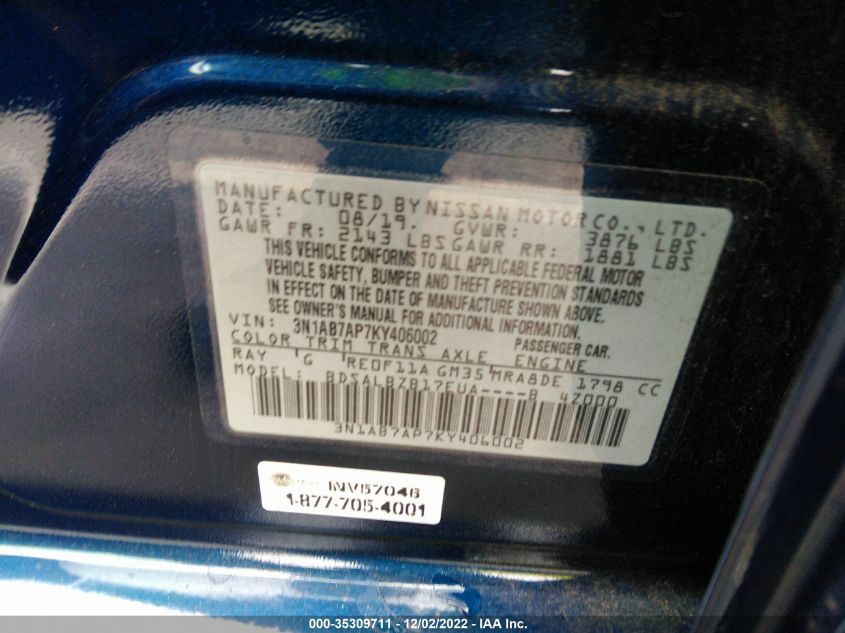 MANUFACTURED BY NISSAN MOTOR CO., LTD.
DATE: 08/19. GVWR: 3876 LBS
GAWR FR: 2143 LBS GAWR RR: 1881 LBS
THIS VEHICLE CONFORMS TO ALL APPLICABLE FEDERAL MOTOR
VEHICLE SAFETY, BUMPER AND THEFT PREVENTION STANDARDS
IN EFFECT ON THE DATE OF MANUFACTURE SHOWN ABOVE.
SEE OWNER'S MANUAL FOR ADDITIONAL INFORMATION.
VIN: 3N1AB7AP7KY406002 PASSENGER CAR.
COLOR TRIM TRANS AXLE ENGINE
RAY G RE0F11A GM35 MRA8DE 1798 CC
MODEL: BDSALBZB17EUA----B 4Z000
3N1AB7AP7KY406002
INV57046
1-877-705-4001
000-35309711 - 12/02/2022 - IAA Inc.